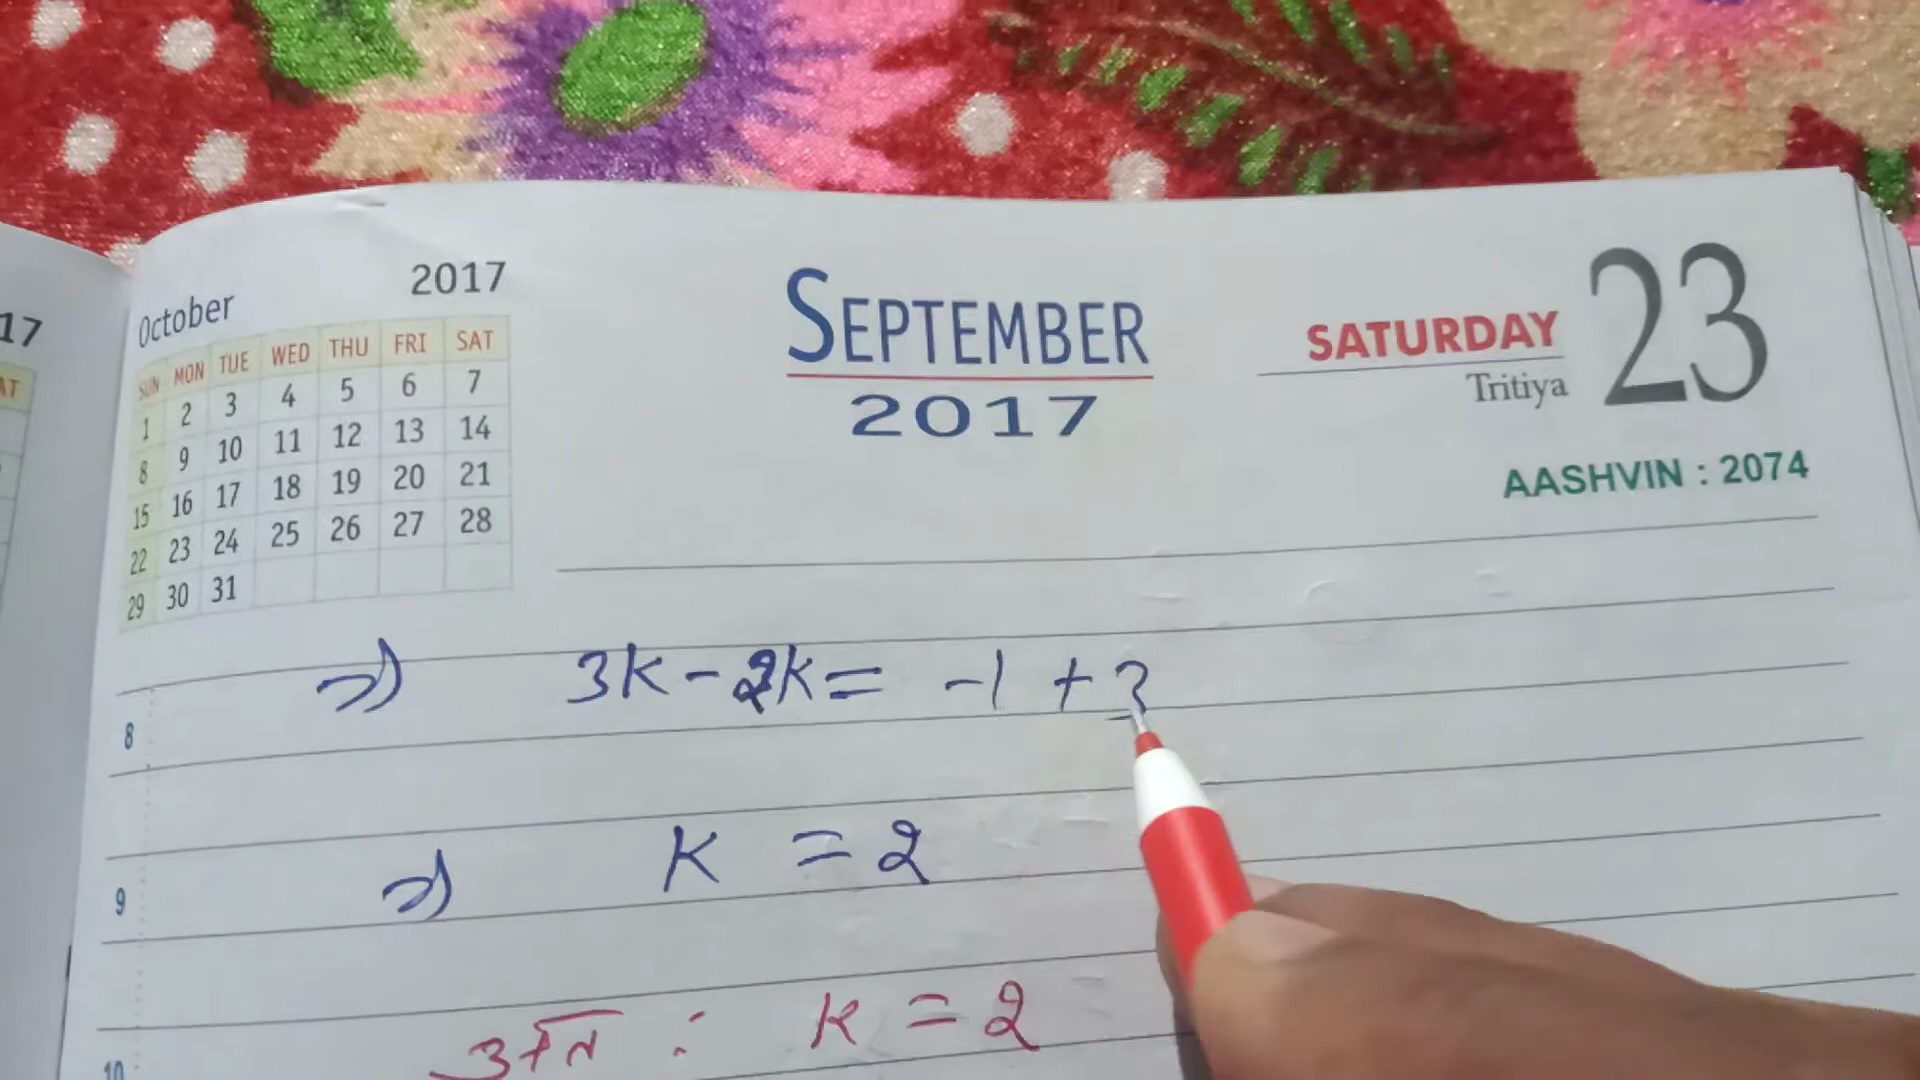 17
AT
October 2017
SUN MON TUE WED THU FRI SAT
1 2 3 4 5 6 7
8 9 10 11 12 13 14
15 16 17 18 19 20 21
22 23 24 25 26 27 28
29 30 31
SEPTEMBER
2017
SATURDAY 23
Tritiya
AASHVIN : 2074
8
⇒ 3K - 2K = -1 + 3
9
⇒ K = 2
10
: K = 2